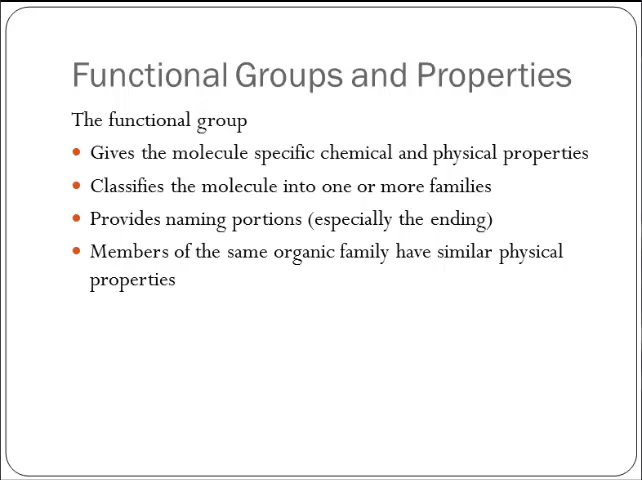 Functional Groups and Properties
The functional group
• Gives the molecule specific chemical and physical properties
• Classifies the molecule into one or more families
• Provides naming portions (especially the ending)
• Members of the same organic family have similar physical
properties